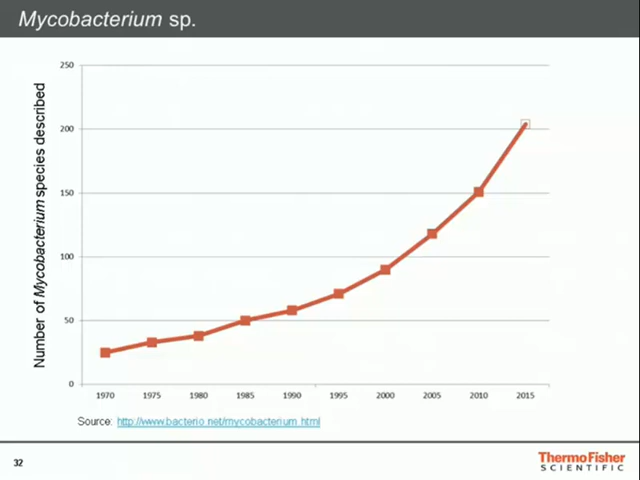 Mycobacterium sp.
Number of Mycobacterium species described
250
200
150
100
50
0
1970 1975 1980 1985 1990 1995 2000 2005 2010 2015
Source: http://www.bacterio.net/mycobacterium.html
32
ThermoFisher
SCIENTIFIC